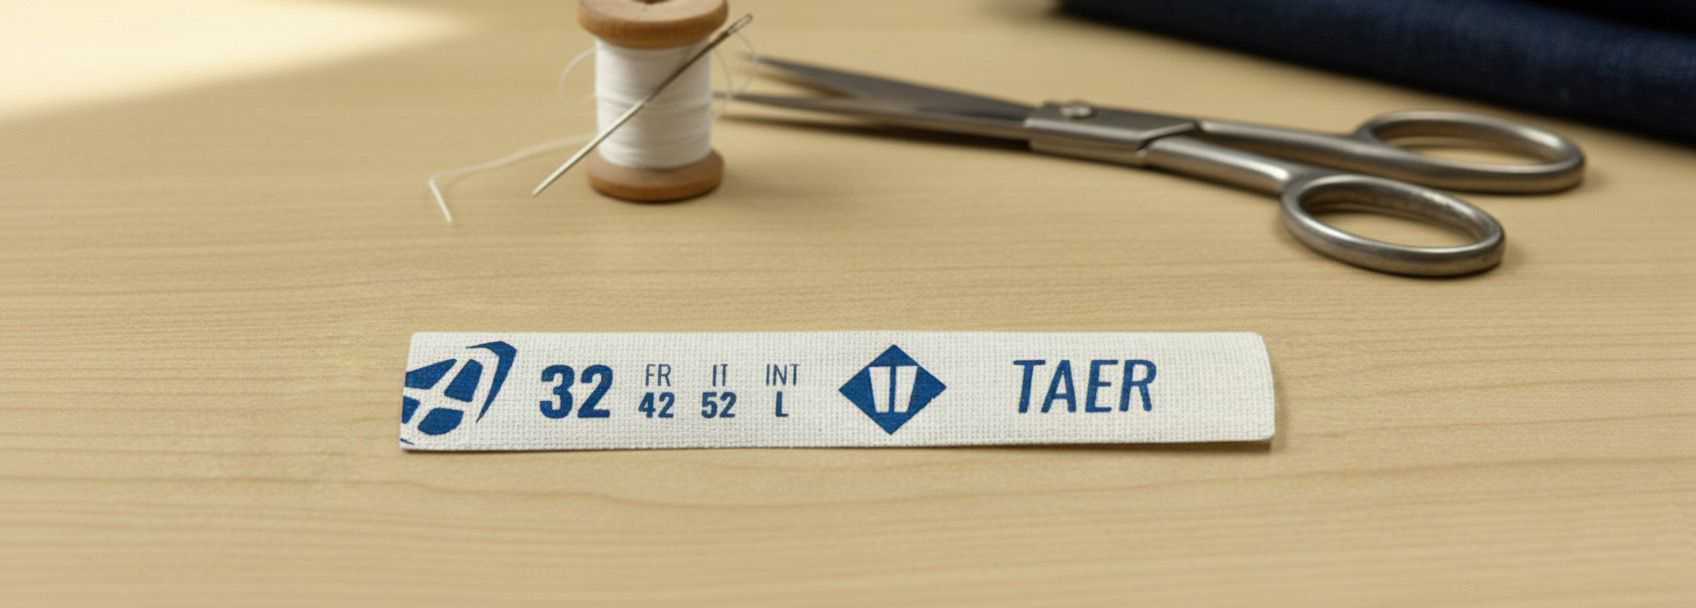 32 FR 42 IT 52 INT L TAER